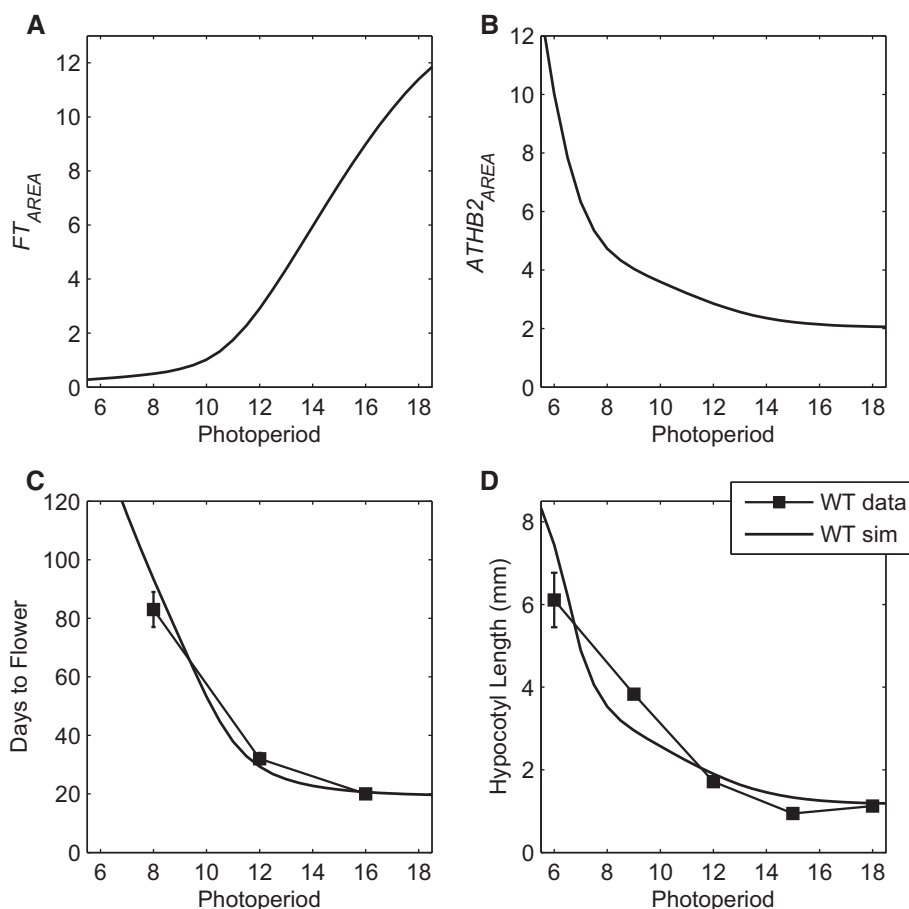 A
12
10
8
6
4
2
0
FT_AREA
6 8 10 12 14 16 18
Photoperiod
B
12
10
8
6
4
2
0
ATHB2_AREA
6 8 10 12 14 16 18
Photoperiod
C
120
100
80
60
40
20
0
Days to Flower
6 8 10 12 14 16 18
Photoperiod
D
WT data
WT sim
8
6
4
2
0
Hypocotyl Length (mm)
6 8 10 12 14 16 18
Photoperiod